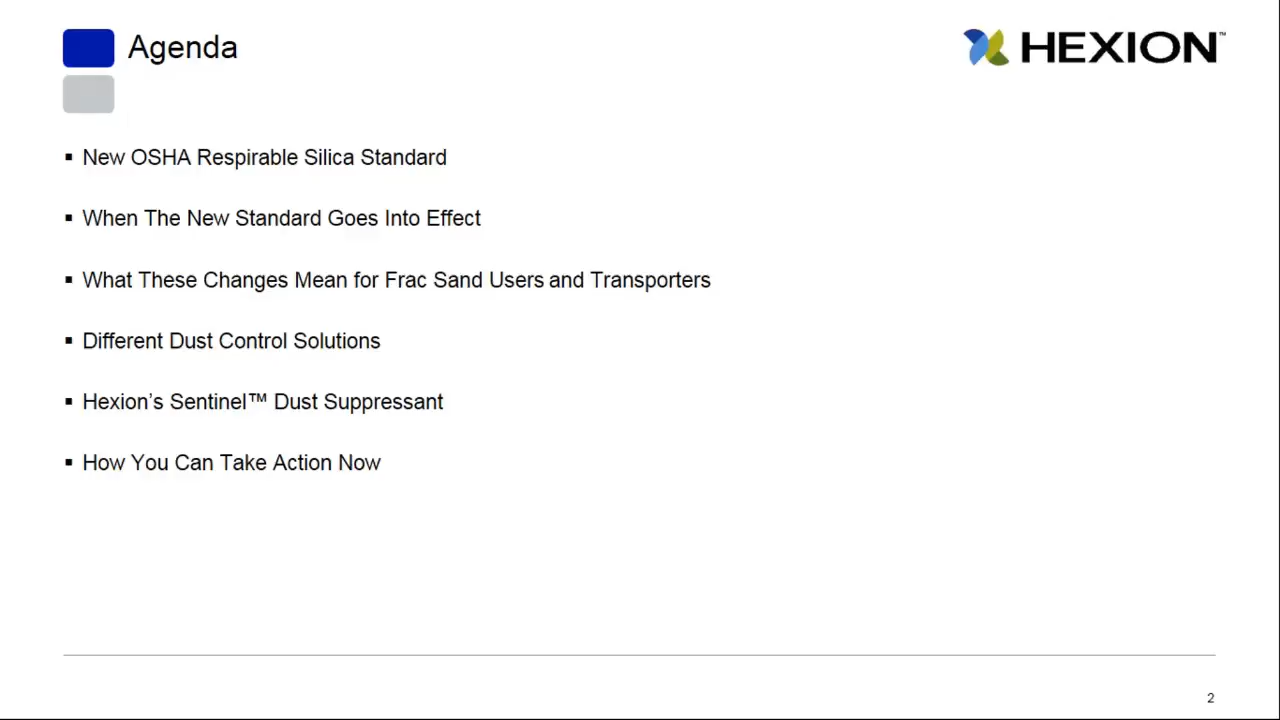 Agenda
HEXION™
▪ New OSHA Respirable Silica Standard
▪ When The New Standard Goes Into Effect
▪ What These Changes Mean for Frac Sand Users and Transporters
▪ Different Dust Control Solutions
▪ Hexion’s Sentinel™ Dust Suppressant
▪ How You Can Take Action Now
2